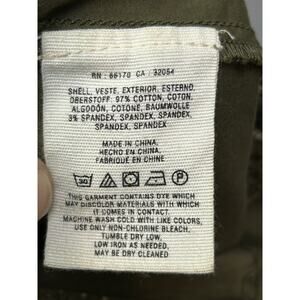 RN : 66170 CA : 32054
SHELL, VESTE, EXTERIOR, ESTERNO,
OBERSTOFF: 97% COTTON, COTON,
ALGODÓN, COTONE, BAUMWOLLE
3% SPANDEX, SPANDEX, SPANDEX,
SPANDEX, SPANDEX
MADE IN CHINA
HECHO EN CHINA
FABRIQUÉ EN CHINE
30
THIS GARMENT CONTAINS DYE WHICH
MAY DISCOLOR MATERIALS WITH WHICH
IT COMES IN CONTACT.
MACHINE WASH COLD WITH LIKE COLORS,
USE ONLY NON-CHLORINE BLEACH,
TUMBLE DRY LOW,
LOW IRON AS NEEDED,
MAY BE DRY CLEANED